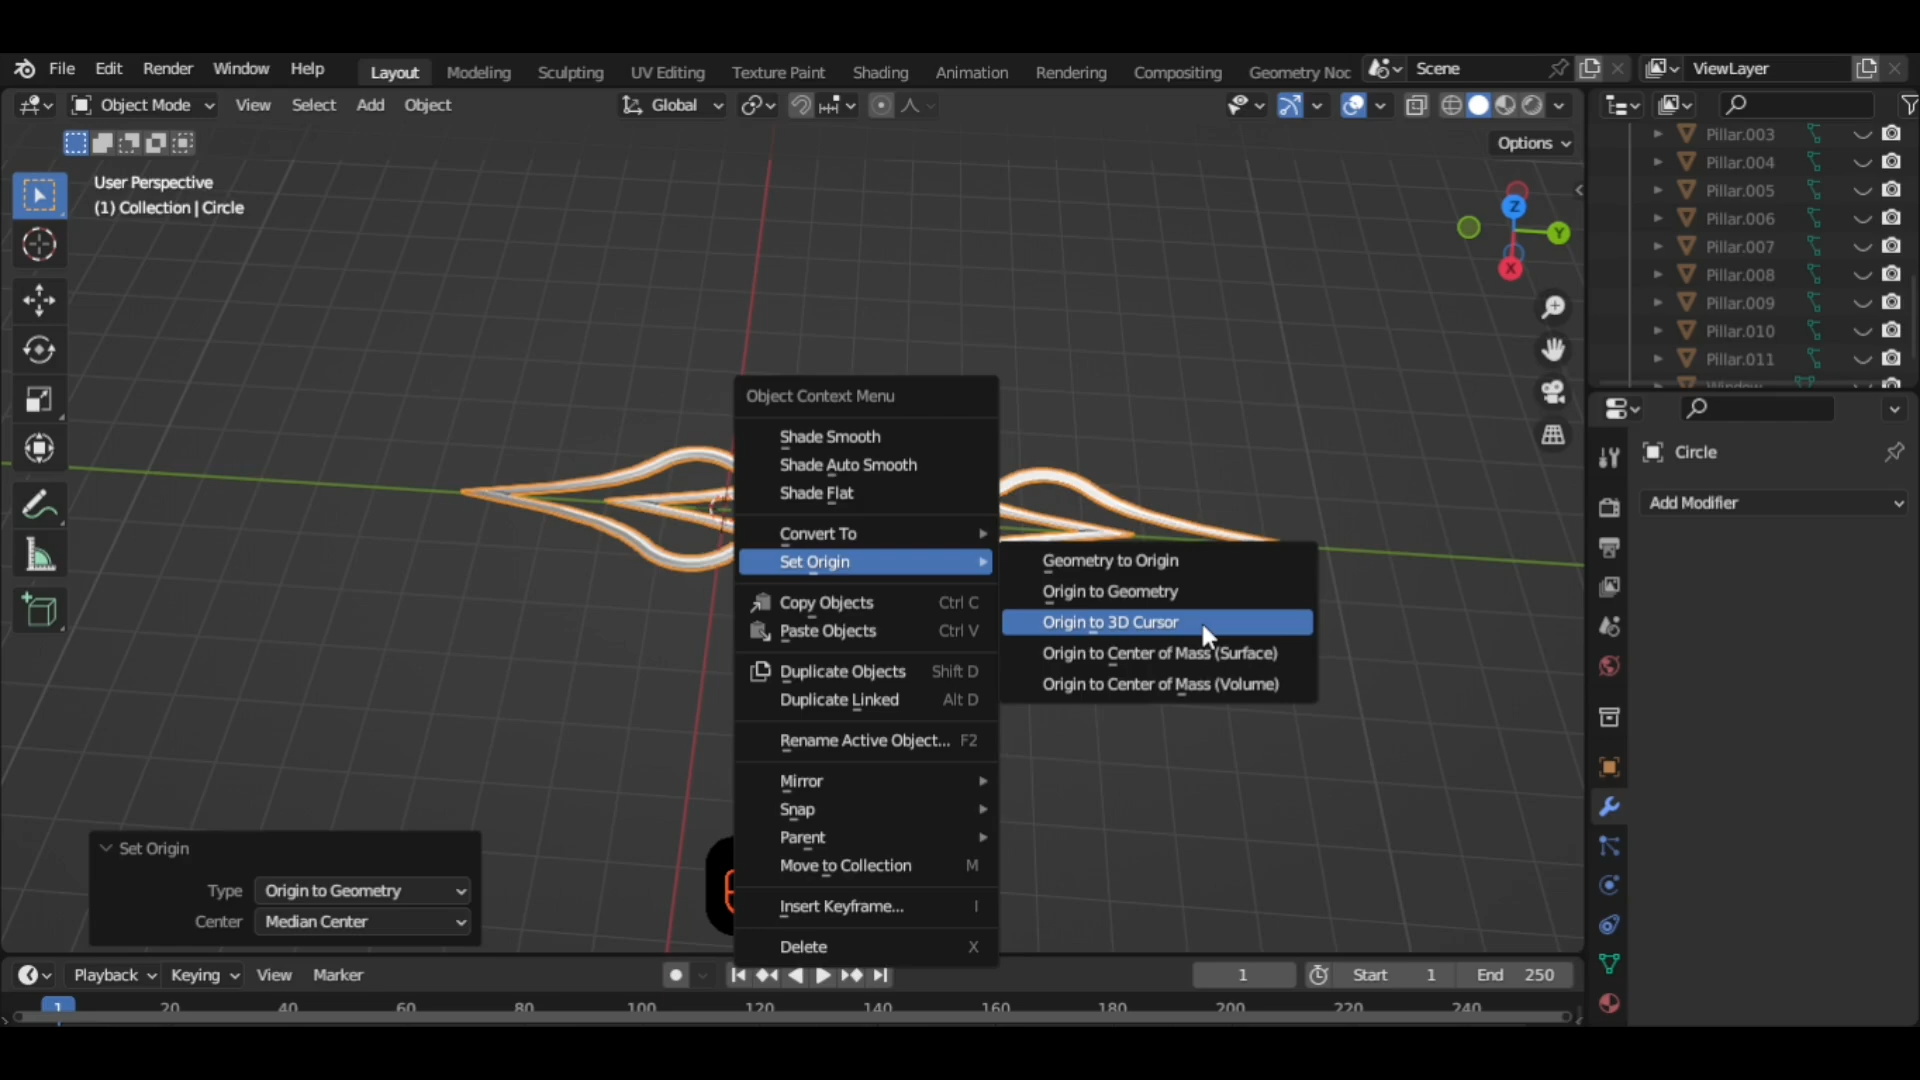 File Edit Render Window Help
Layout Modeling Sculpting UV Editing Texture Paint Shading Animation Rendering Compositing Geometry Noc
Scene
ViewLayer
Object Mode View Select Add Object
Global
Options
User Perspective
(1) Collection | Circle
Z
Y
X
Pillar.003
Pillar.004
Pillar.005
Pillar.006
Pillar.007
Pillar.008
Pillar.009
Pillar.010
Pillar.011
Window
Circle
Add Modifier
Object Context Menu
Shade Smooth
Shade Auto Smooth
Shade Flat
Convert To
Set Origin
Copy Objects Ctrl C
Paste Objects Ctrl V
Duplicate Objects Shift D
Duplicate Linked Alt D
Rename Active Object... F2
Mirror
Snap
Parent
Move to Collection M
Insert Keyframe... I
Delete X
Geometry to Origin
Origin to Geometry
Origin to 3D Cursor
Origin to Center of Mass (Surface)
Origin to Center of Mass (Volume)
Set Origin
Type Origin to Geometry
Center Median Center
Playback Keying View Marker
1 Start 1 End 250
1 20 40 60 80 100 120 140 160 180 200 220 240